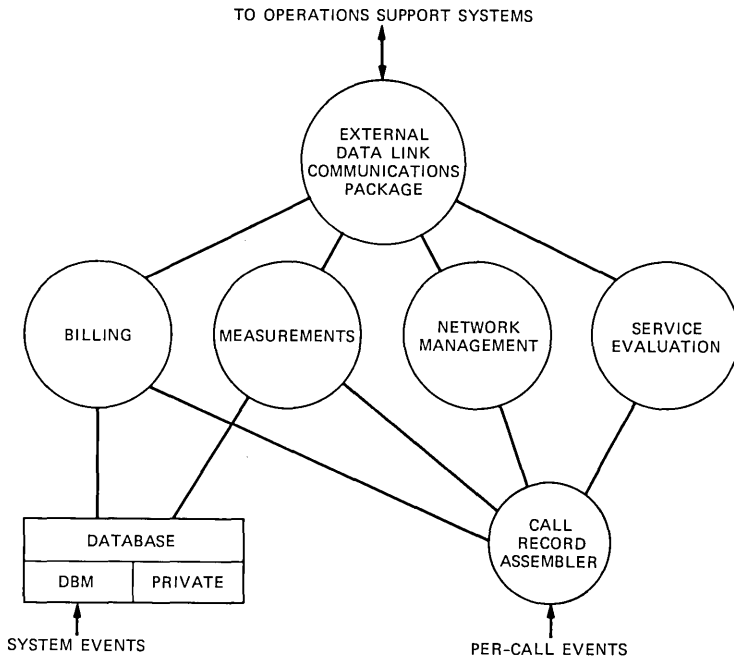 TO OPERATIONS SUPPORT SYSTEMS
EXTERNAL
DATA LINK
COMMUNICATIONS
PACKAGE
BILLING
MEASUREMENTS
NETWORK
MANAGEMENT
SERVICE
EVALUATION
DATABASE
DBM
PRIVATE
CALL
RECORD
ASSEMBLER
SYSTEM EVENTS
PER-CALL EVENTS